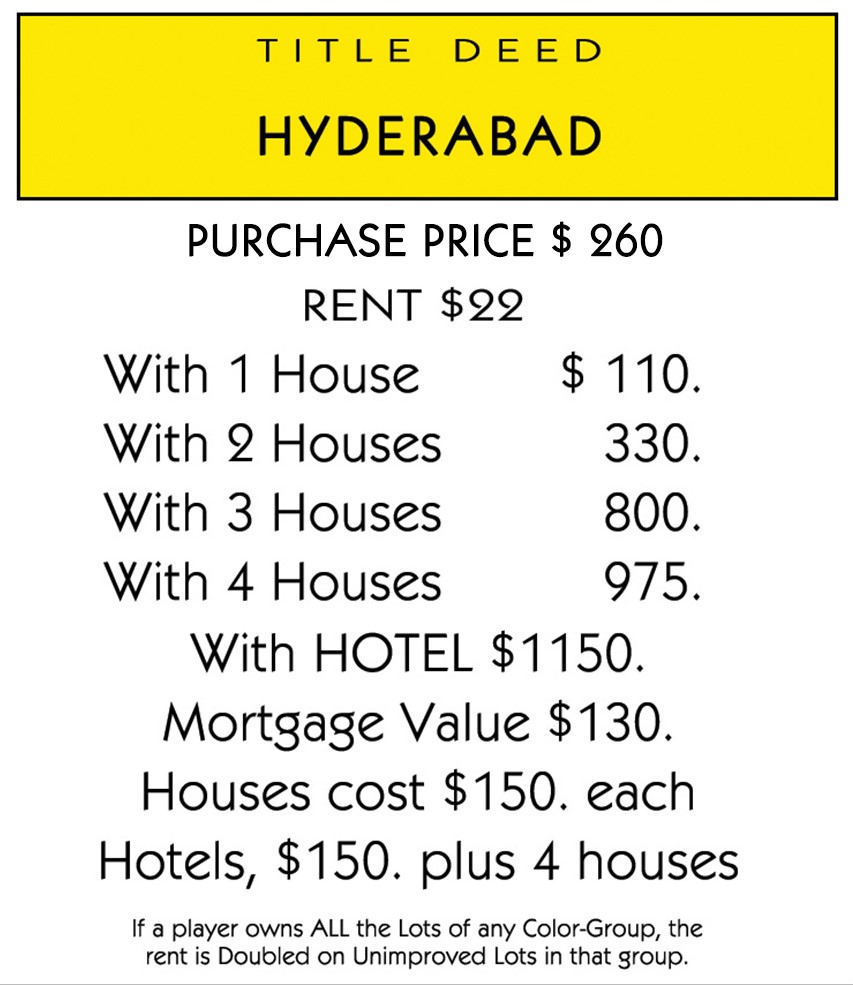 TITLE DEED
HYDERABAD
PURCHASE PRICE $ 260
RENT $22
With 1 House $ 110.
With 2 Houses 330.
With 3 Houses 800.
With 4 Houses 975.
With HOTEL $1150.
Mortgage Value $130.
Houses cost $150. each
Hotels, $150. plus 4 houses
If a player owns ALL the Lots of any Color-Group, the
rent is Doubled on Unimproved Lots in that group.